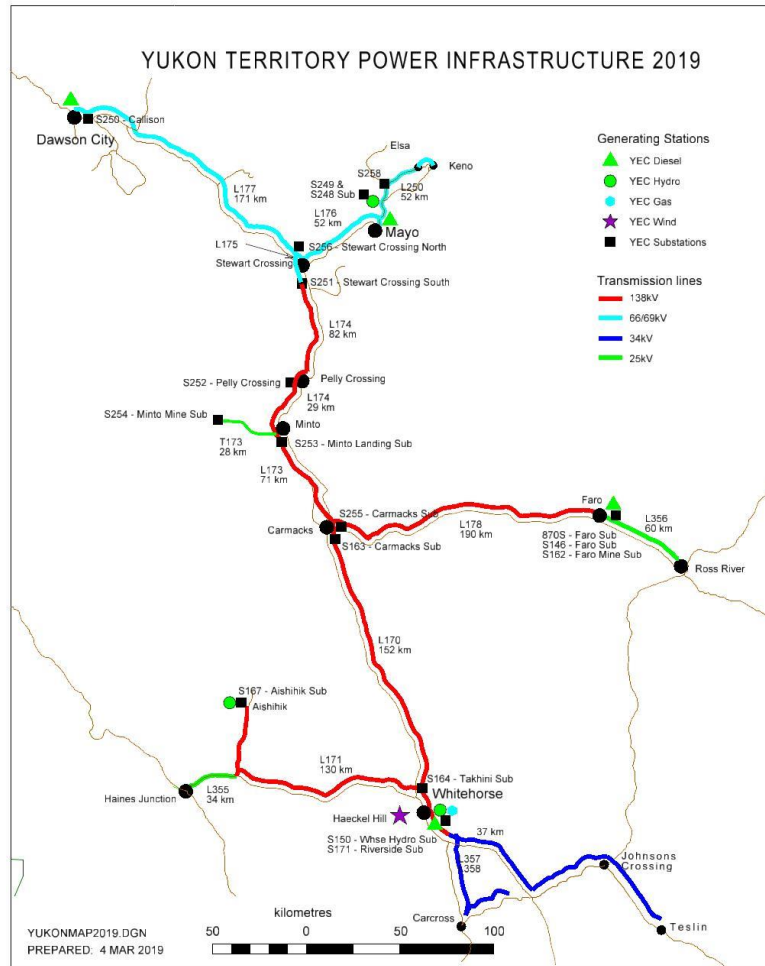 YUKON TERRITORY POWER INFRASTRUCTURE 2019
S250 - Callison
Dawson City
Elsa
Keno
S258
S249 &
S248 Sub
L250
52 km
L177
171 km
L176
52 km
Mayo
L175
S256 - Stewart Crossing North
Stewart Crossing
S251 - Stewart Crossing South
Generating Stations
YEC Diesel
YEC Hydro
YEC Gas
YEC Wind
YEC Substations
Transmission lines
138kV
66/69kV
34kV
25kV
L174
82 km
S252 - Pelly Crossing
Pelly Crossing
L174
29 km
S254 - Minto Mine Sub
Minto
T173
28 km
S253 - Minto Landing Sub
L173
71 km
S255 - Carmacks Sub
Carmacks
S163 - Carmacks Sub
L178
190 km
Faro
L356
60 km
870S - Faro Sub
S146 - Faro Sub
S162 - Faro Mine Sub
Ross River
L170
152 km
S167 - Aishihik Sub
Aishihik
L171
130 km
S164 - Takhini Sub
Whitehorse
Haines Junction
L355
34 km
Haeckel Hill
S150 - Whse Hydro Sub
S171 - Riverside Sub
37 km
L357
L358
Johnsons
Crossing
Carcross
Teslin
kilometres
50 0 50 100
YUKONMAP2019.DGN
PREPARED: 4 MAR 2019